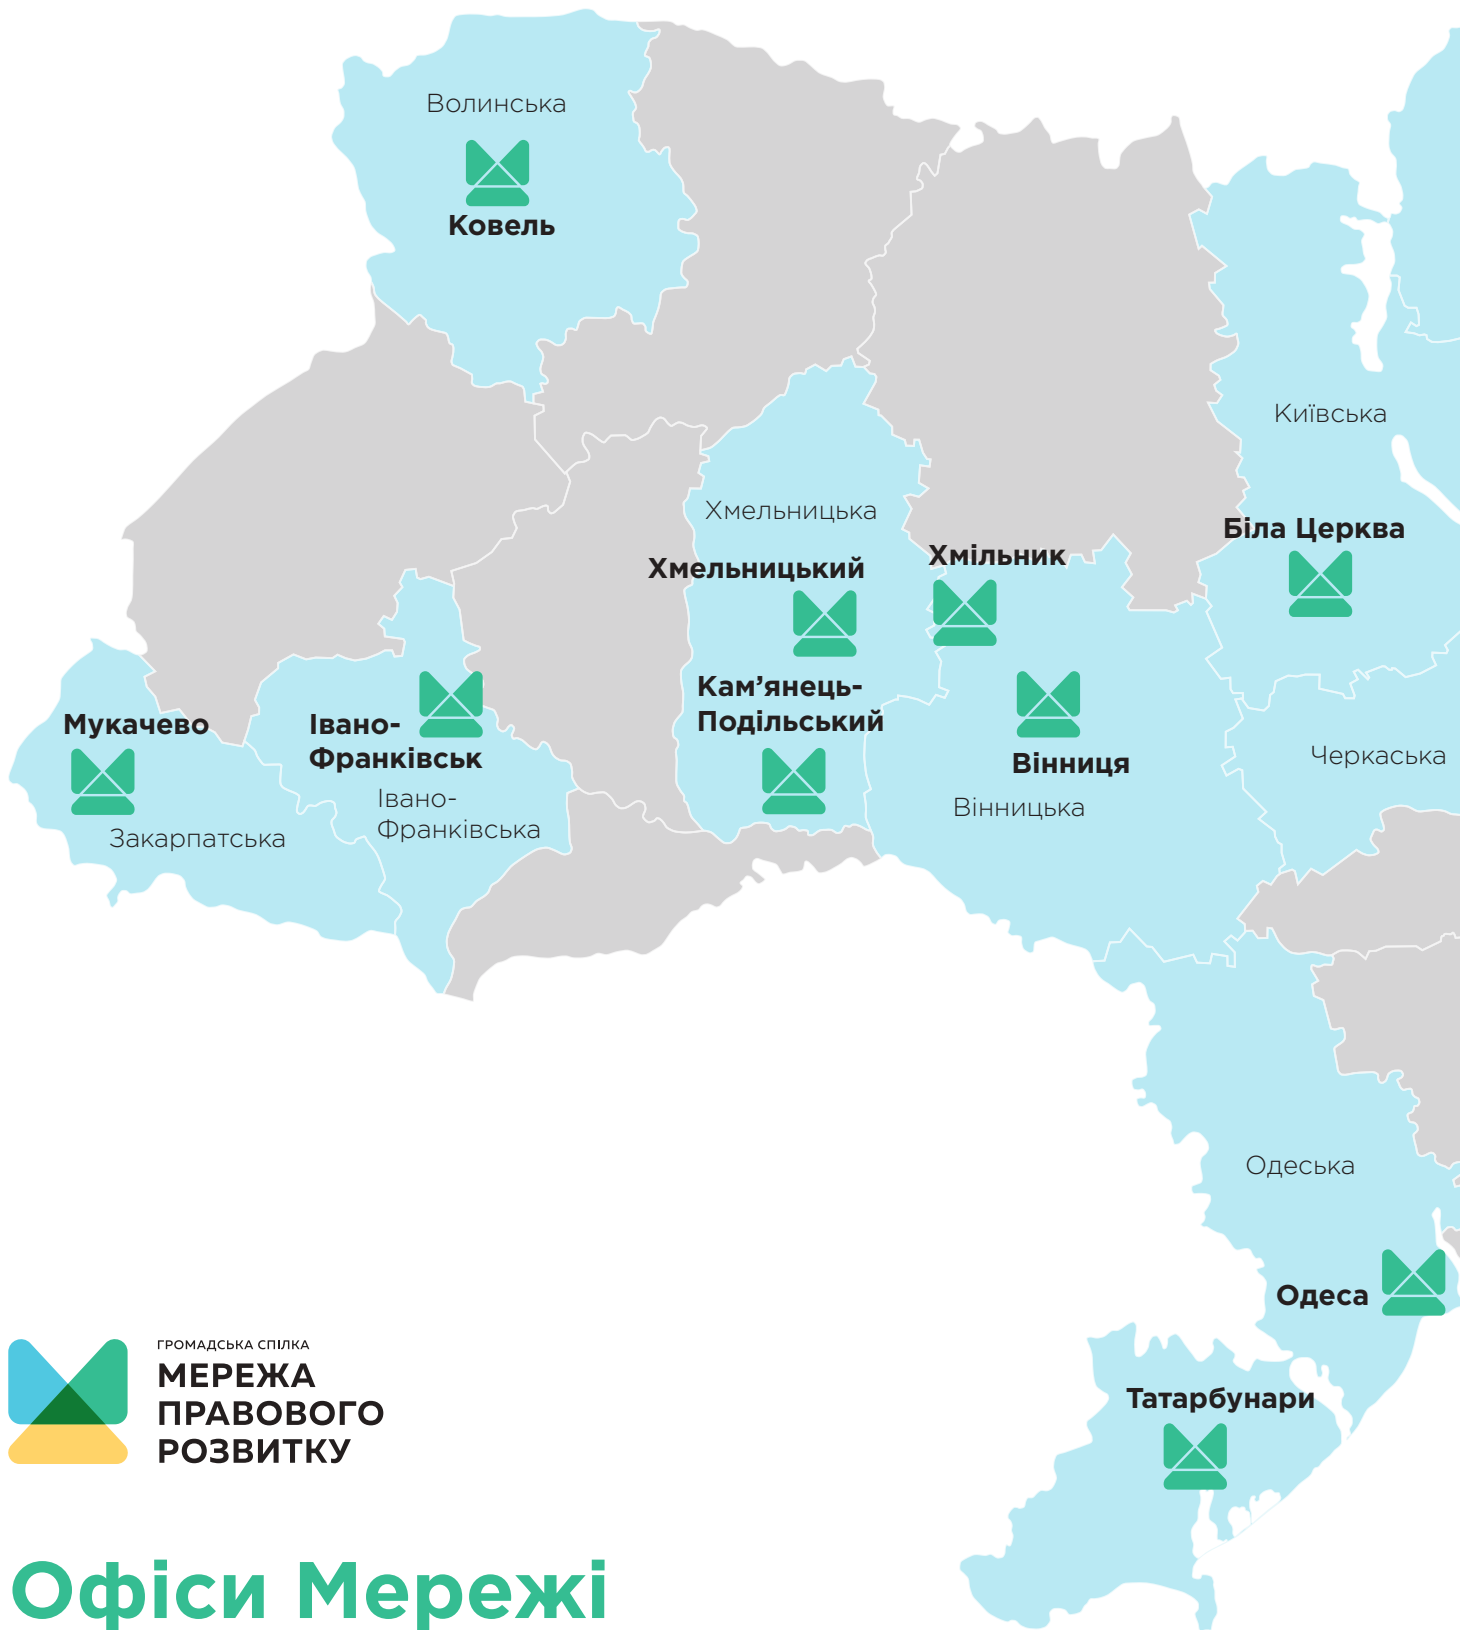 Волинська
Ковель
Київська
Хмельницька
Біла Церква
Хмільник
Хмельницький
Кам’янець-
Подільський
Мукачево
Івано-
Франківськ
Вінниця
Черкаська
Івано-
Франківська
Вінницька
Закарпатська
Одеська
Одеса
Татарбунари
ГРОМАДСЬКА СПІЛКА
МЕРЕЖА
ПРАВОВОГО
РОЗВИТКУ
Офіси Мережі